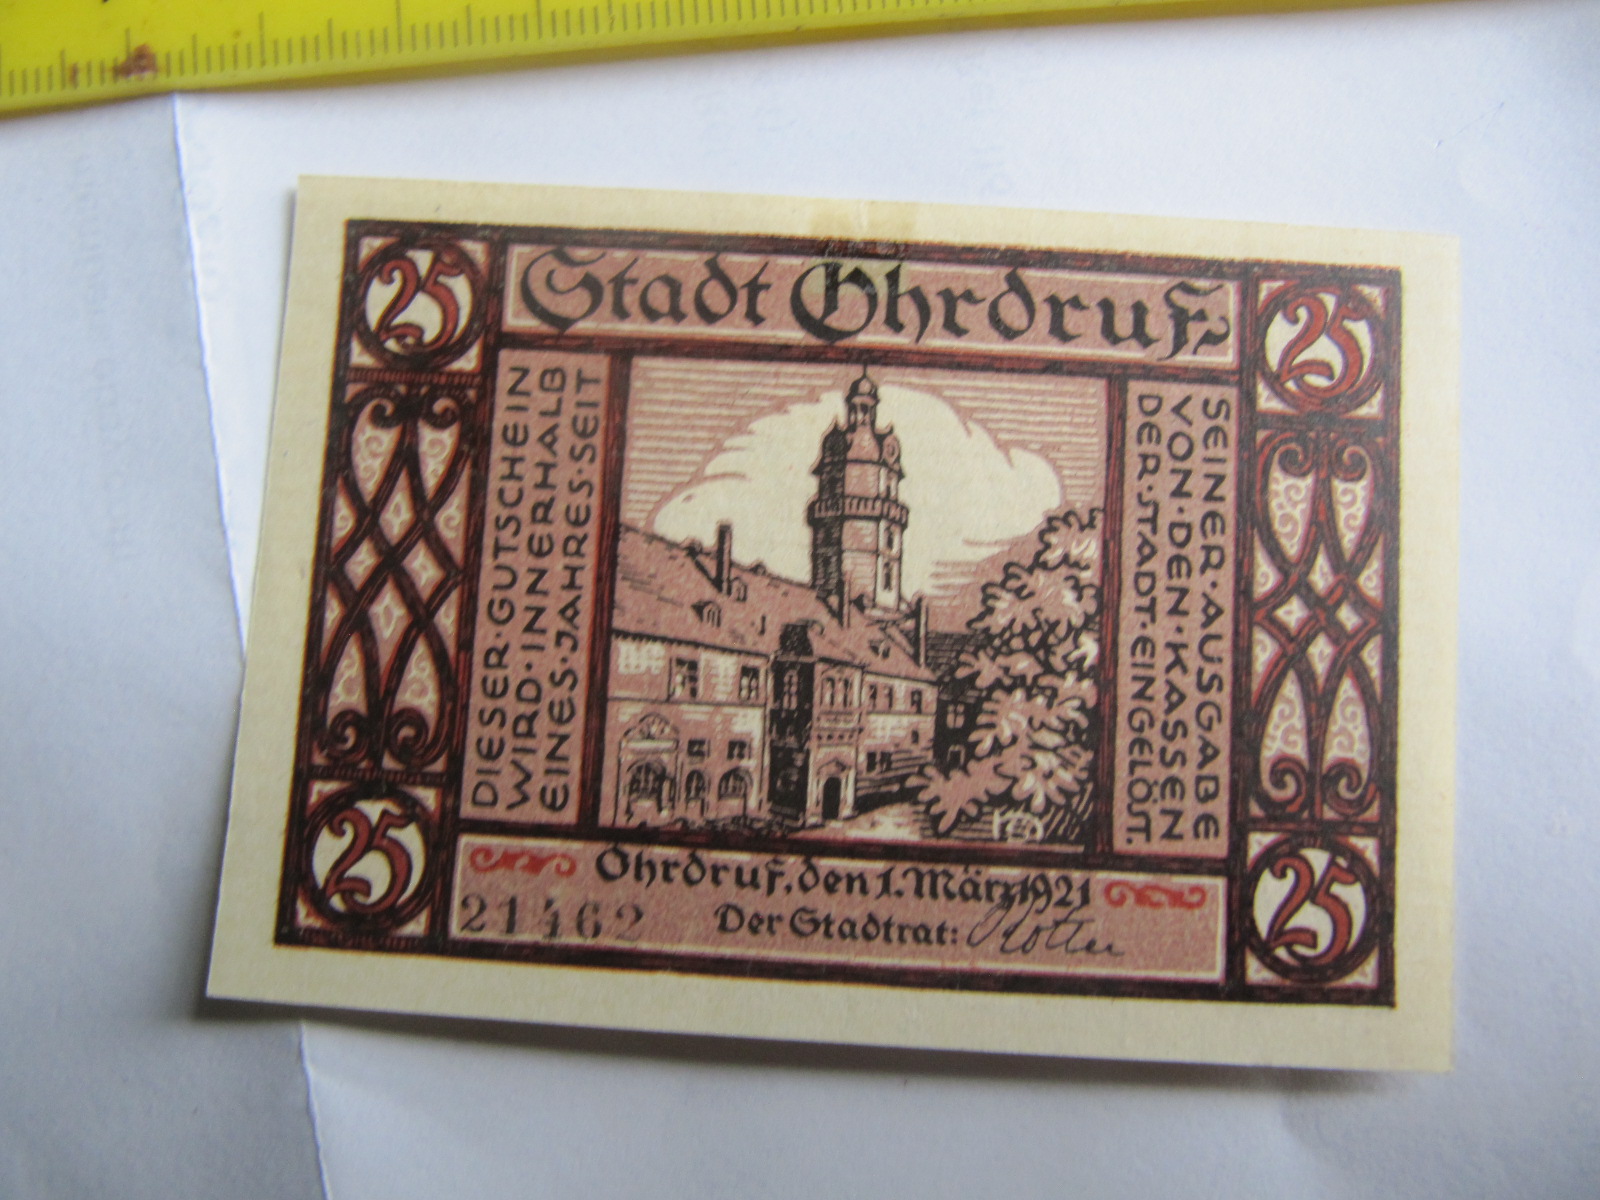 25
Stadt Ohrdruf
25
DIESER·GUTSCHEIN
WIRD·INNERHALB
EINES·JAHRES·SEIT
SEINER·AUSGABE
VON·DEN·KASSEN
DER·STADT·EINGELÖST.
25
Ohrdruf, den 1. März 1921
21462
Der Stadtrat:
25